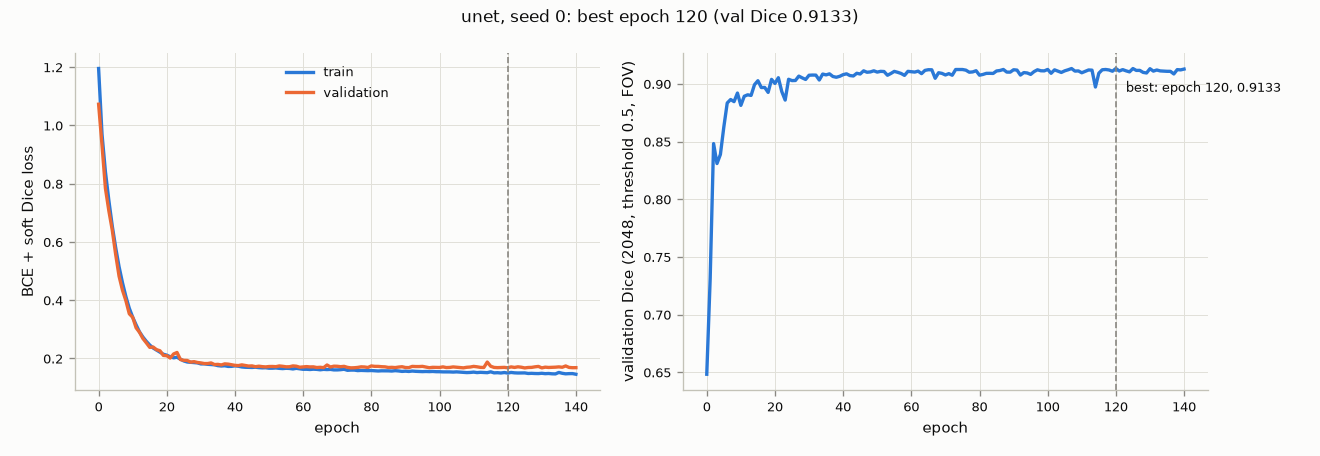 unet, seed 0: best epoch 120 (val Dice 0.9133)
BCE + soft Dice loss
1.2
1.0
0.8
0.6
0.4
0.2
0 20 40 60 80 100 120 140
epoch
train
validation
validation Dice (2048, threshold 0.5, FOV)
0.90
0.85
0.80
0.75
0.70
0.65
0 20 40 60 80 100 120 140
epoch
best: epoch 120, 0.9133